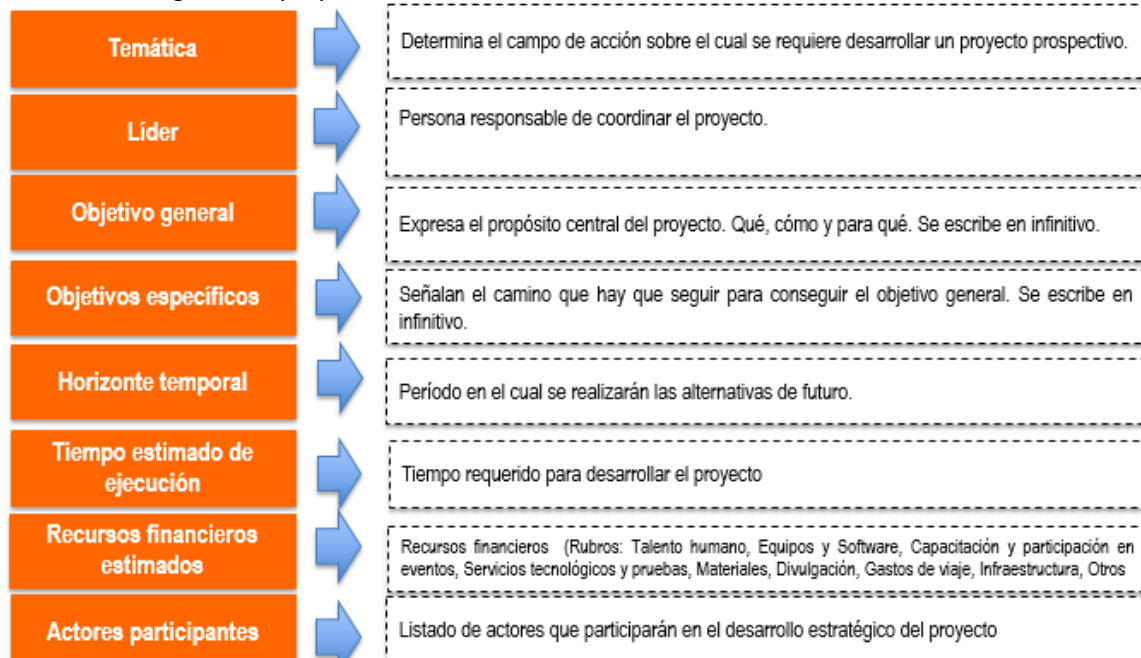 Temática
Determina el campo de acción sobre el cual se requiere desarrollar un proyecto prospectivo.
Líder
Persona responsable de coordinar el proyecto.
Objetivo general
Expresa el propósito central del proyecto. Qué, cómo y para qué. Se escribe en infinitivo.
Objetivos específicos
Señalan el camino que hay que seguir para conseguir el objetivo general. Se escribe en
infinitivo.
Horizonte temporal
Período en el cual se realizarán las alternativas de futuro.
Tiempo estimado de
ejecución
Tiempo requerido para desarrollar el proyecto
Recursos financieros
estimados
Recursos financieros (Rubros: Talento humano, Equipos y Software, Capacitación y participación en
eventos, Servicios tecnológicos y pruebas, Materiales, Divulgación, Gastos de viaje, Infraestructura, Otros
Actores participantes
Listado de actores que participarán en el desarrollo estratégico del proyecto